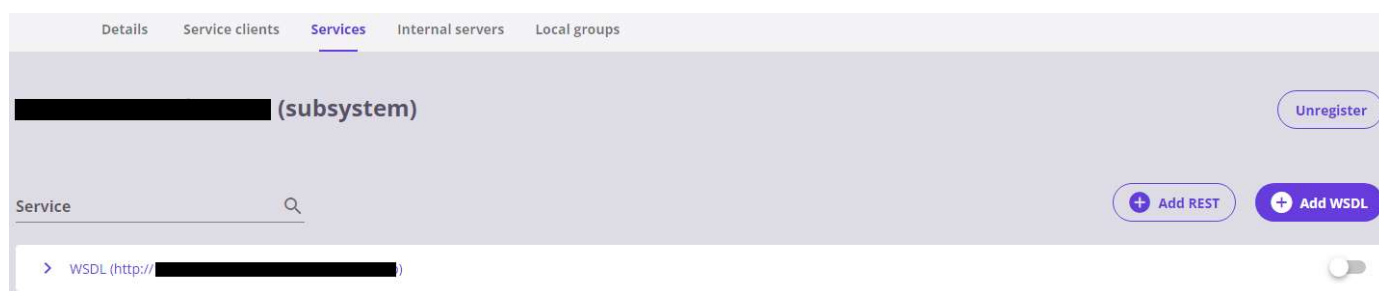 Details Service clients Services Internal servers Local groups
(subsystem)
Unregister
Service
Add REST Add WSDL
WSDL (http:// )